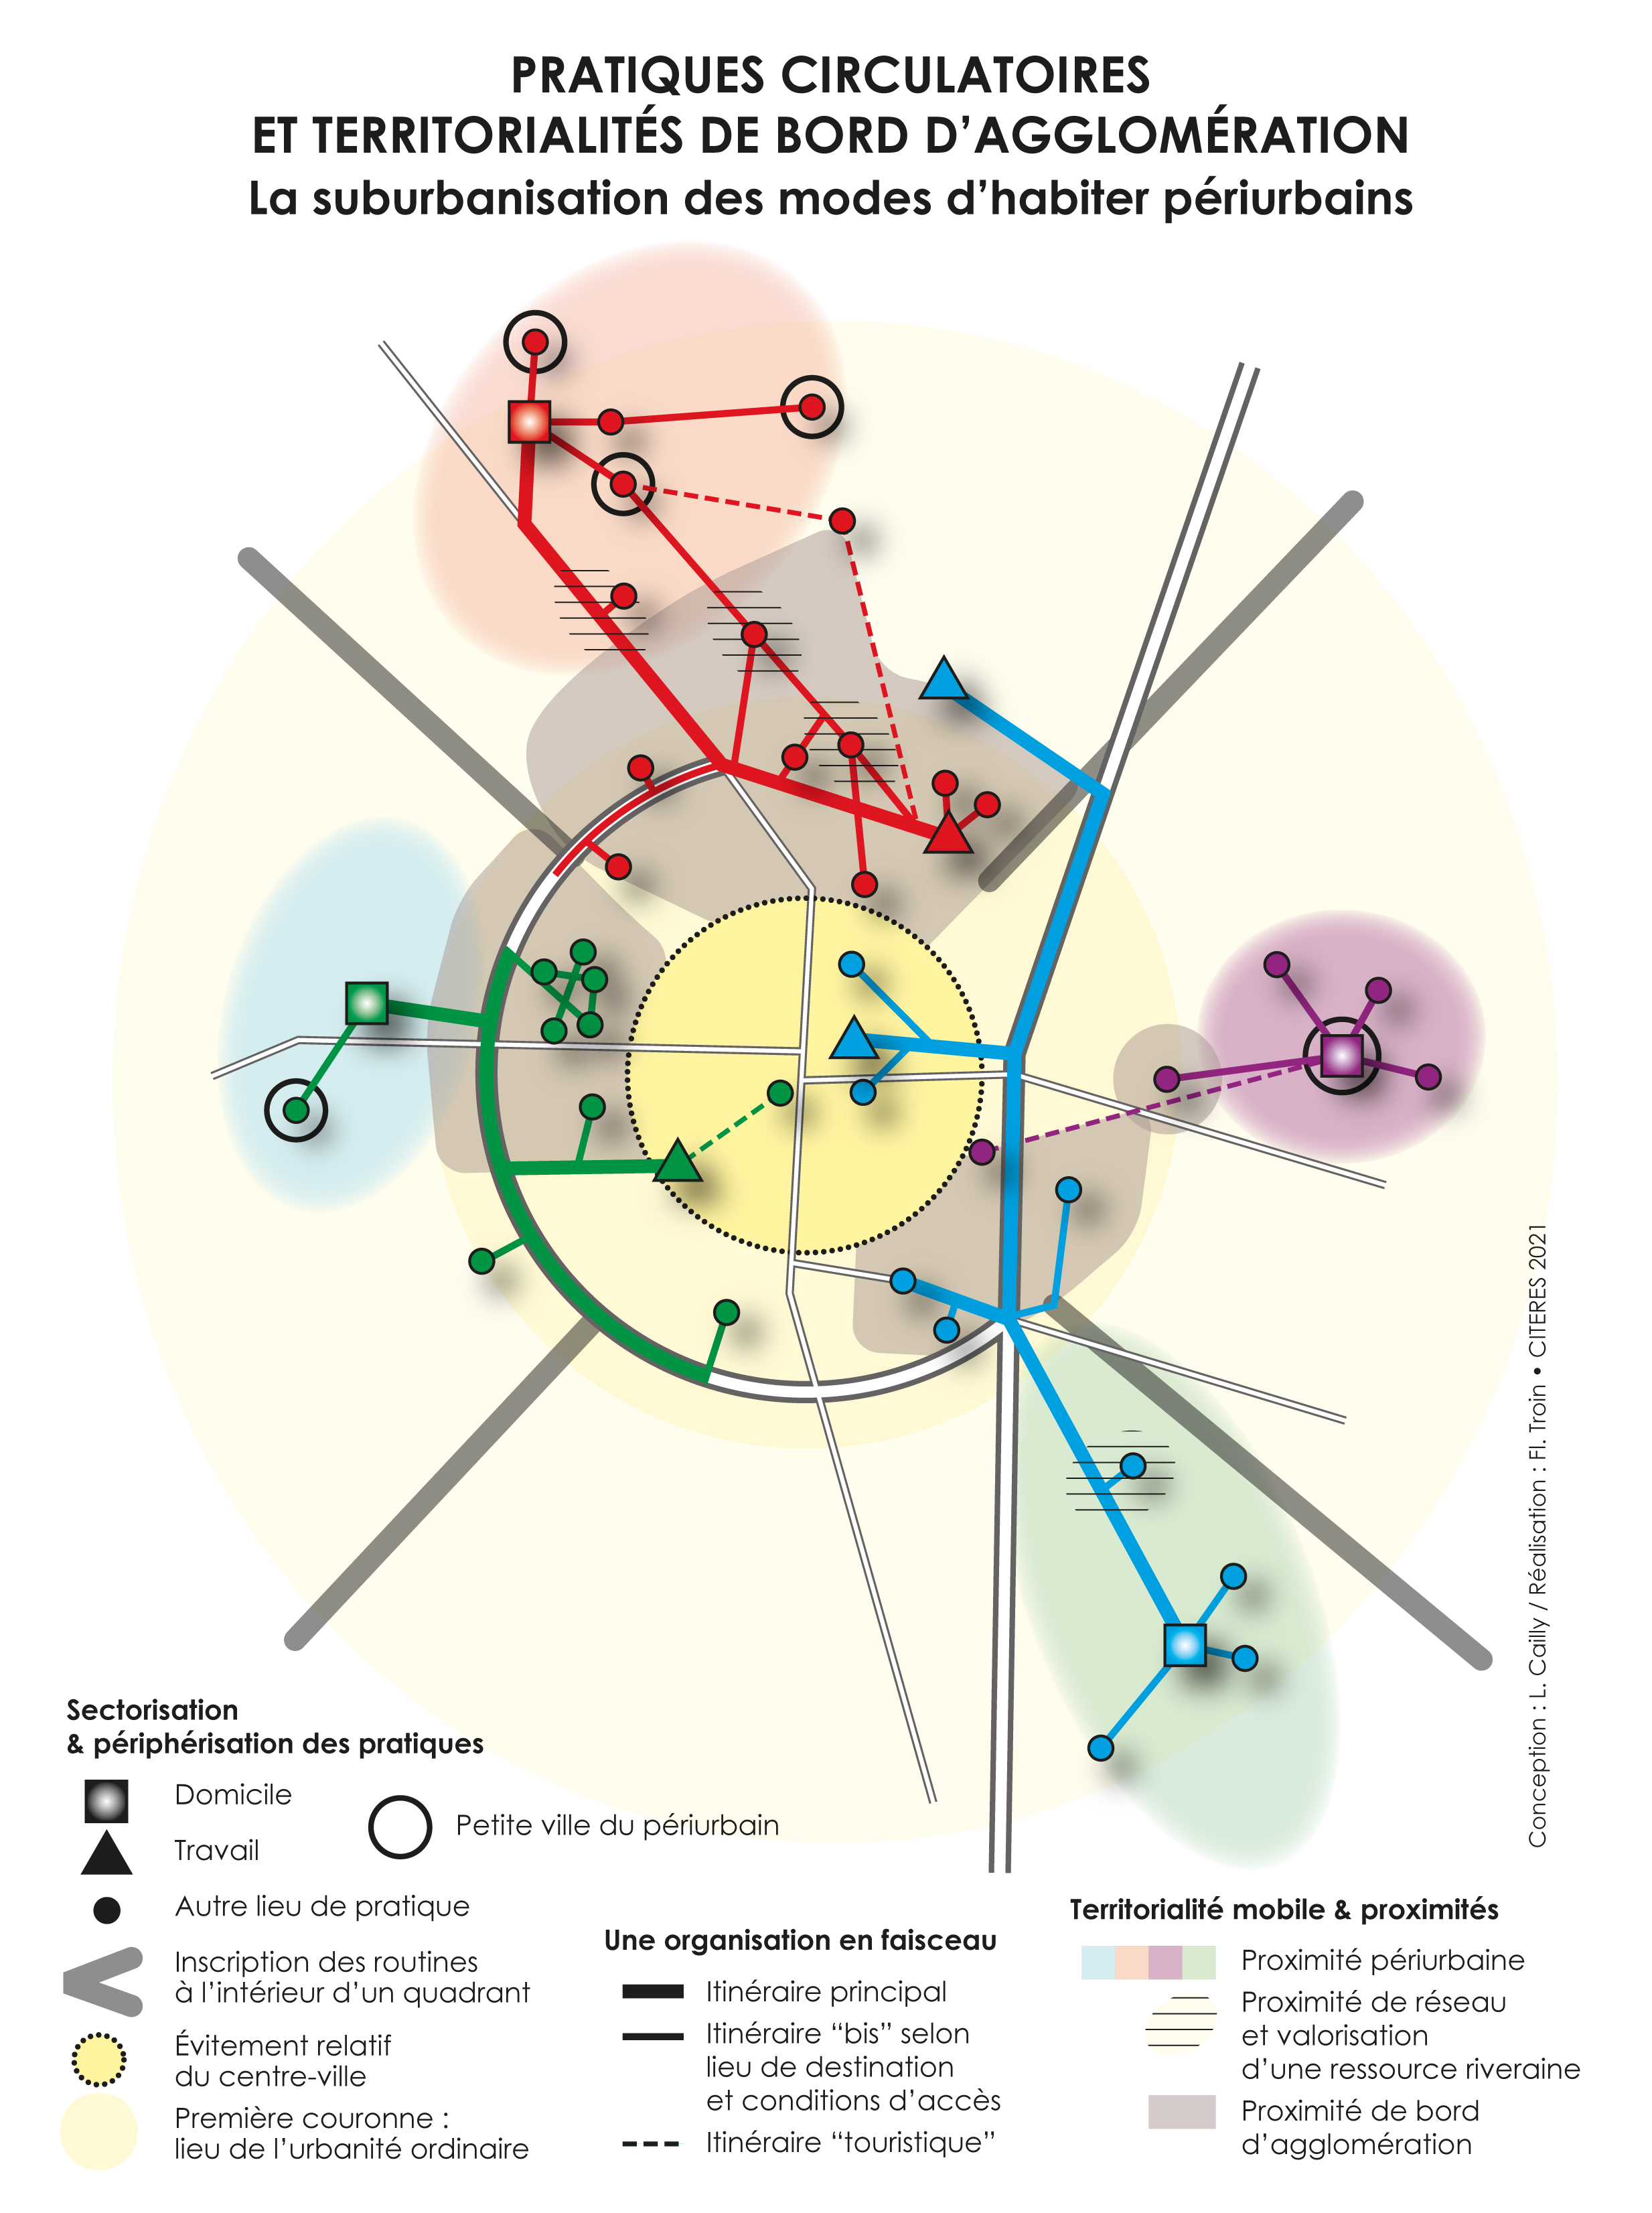 PRATIQUES CIRCULATOIRES
ET TERRITORIALITÉS DE BORD D’AGGLOMÉRATION
La suburbanisation des modes d’habiter périurbains
Conception : L. Cailly / Réalisation : Fl. Troin • CITERES 2021
Sectorisation
& périphérisation des pratiques
Domicile
Petite ville du périurbain
Travail
Autre lieu de pratique
Inscription des routines
à l’intérieur d’un quadrant
Évitement relatif
du centre-ville
Première couronne :
lieu de l’urbanité ordinaire
Une organisation en faisceau
Itinéraire principal
Itinéraire “bis” selon
lieu de destination
et conditions d’accès
Itinéraire “touristique”
Territorialité mobile & proximités
Proximité périurbaine
Proximité de réseau
et valorisation
d’une ressource riveraine
Proximité de bord
d’agglomération